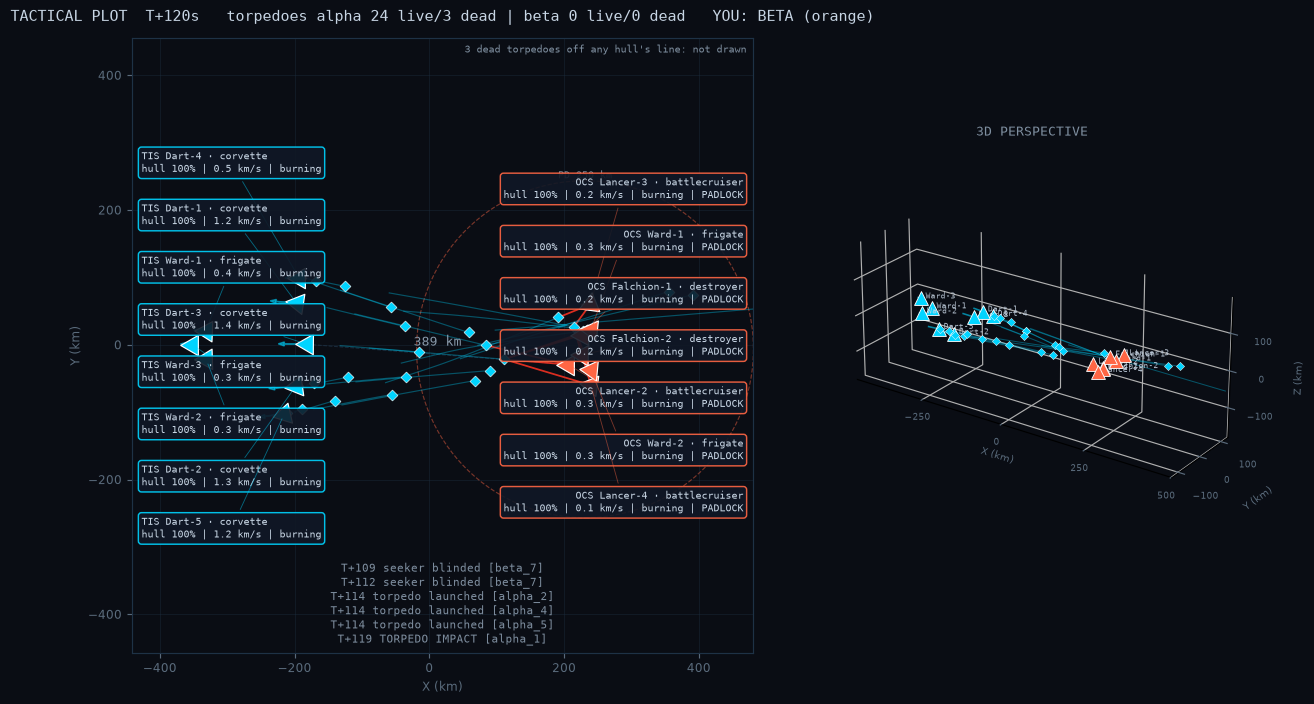 TACTICAL PLOT  T+120s   torpedoes alpha 24 live/3 dead | beta 0 live/0 dead   YOU: BETA (orange)
3 dead torpedoes off any hull's line: not drawn
400
200
0
−200
−400
Y (km)
−400
−200
0
200
400
X (km)
TIS Dart-4 · corvette
hull 100% | 0.5 km/s | burning
TIS Dart-1 · corvette
hull 100% | 1.2 km/s | burning
TIS Ward-1 · frigate
hull 100% | 0.4 km/s | burning
TIS Dart-3 · corvette
hull 100% | 1.4 km/s | burning
TIS Ward-3 · frigate
hull 100% | 0.3 km/s | burning
TIS Ward-2 · frigate
hull 100% | 0.3 km/s | burning
TIS Dart-2 · corvette
hull 100% | 1.3 km/s | burning
TIS Dart-5 · corvette
hull 100% | 1.2 km/s | burning
389 km
OCS Lancer-3 · battlecruiser
hull 100% | 0.2 km/s | burning | PADLOCK
OCS Ward-1 · frigate
hull 100% | 0.3 km/s | burning | PADLOCK
OCS Falchion-1 · destroyer
hull 100% | 0.2 km/s | burning | PADLOCK
OCS Falchion-2 · destroyer
hull 100% | 0.2 km/s | burning | PADLOCK
OCS Lancer-2 · battlecruiser
hull 100% | 0.3 km/s | burning | PADLOCK
OCS Ward-2 · frigate
hull 100% | 0.3 km/s | burning | PADLOCK
OCS Lancer-4 · battlecruiser
hull 100% | 0.1 km/s | burning | PADLOCK
T+109 seeker blinded [beta_7]
T+112 seeker blinded [beta_7]
T+114 torpedo launched [alpha_2]
T+114 torpedo launched [alpha_4]
T+114 torpedo launched [alpha_5]
T+119 TORPEDO IMPACT [alpha_1]
3D PERSPECTIVE
Ward-3
Ward-1
−250
0
250
500
X (km)
−100
0
100
Y (km)
100
0
−100
Z (km)